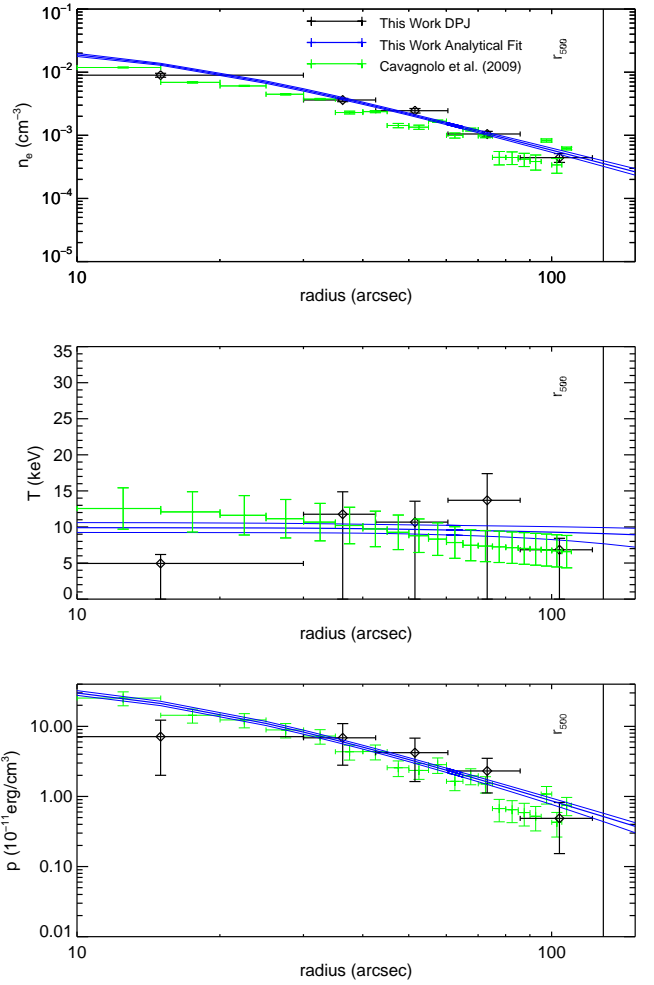 10⁻¹
10⁻²
10⁻³
10⁻⁴
10⁻⁵
nₑ (cm⁻³)
This Work DPJ
This Work Analytical Fit
Cavagnolo et al. (2009)
r₅₀₀
10
100
radius (arcsec)
35
30
25
20
15
10
5
0
T (keV)
r₅₀₀
10
100
radius (arcsec)
10.00
1.00
0.10
0.01
p (10⁻¹¹erg/cm³)
r₅₀₀
10
100
radius (arcsec)